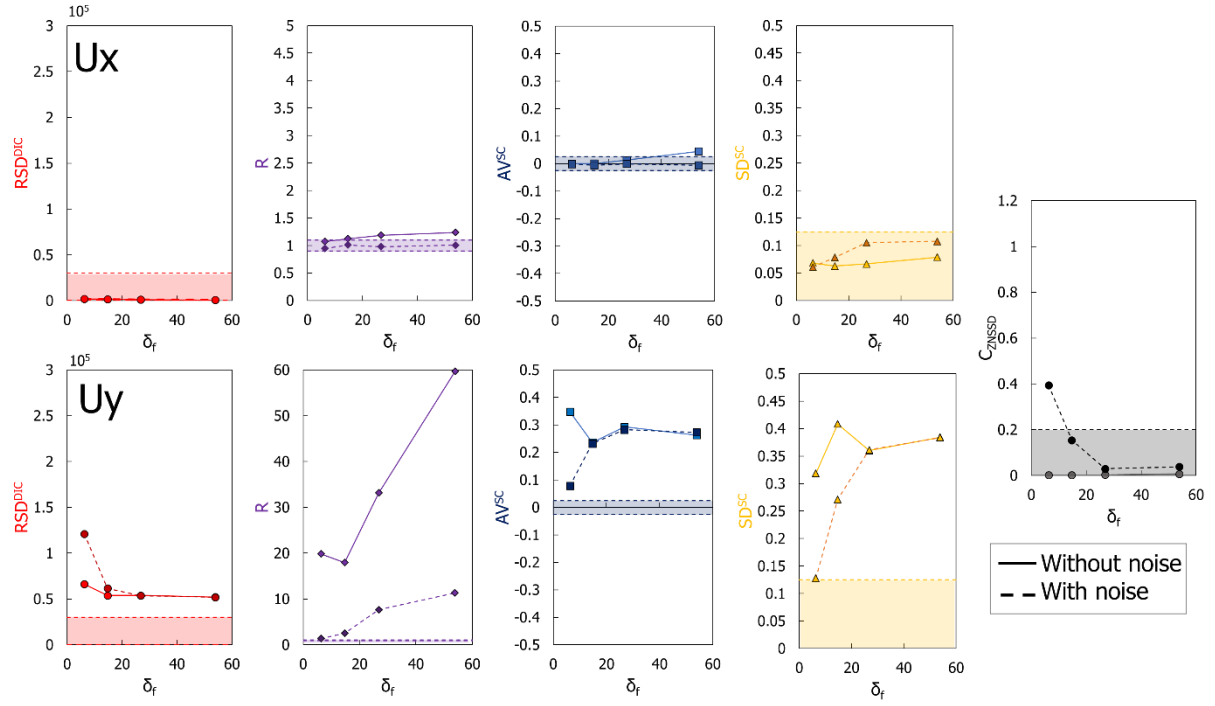 10⁵
3
2.5
2
1.5
1
0.5
0
Ux
RSD^DIC
0 20 40 60
δf
5
4.5
4
3.5
3
2.5
2
1.5
1
0.5
0
R
0 20 40 60
δf
0.5
0.4
0.3
0.2
0.1
0
-0.1
-0.2
-0.3
-0.4
-0.5
AV^SC
0 20 40 60
δf
0.5
0.45
0.4
0.35
0.3
0.25
0.2
0.15
0.1
0.05
0
SD^SC
0 20 40 60
δf
10⁵
3
2.5
2
1.5
1
0.5
0
Uy
RSD^DIC
0 20 40 60
δf
60
50
40
30
20
10
0
R
0 20 40 60
δf
0.5
0.4
0.3
0.2
0.1
0
-0.1
-0.2
-0.3
-0.4
-0.5
AV^SC
0 20 40 60
δf
0.5
0.45
0.4
0.35
0.3
0.25
0.2
0.15
0.1
0.05
0
SD^SC
0 20 40 60
δf
1.2
1
0.8
0.6
0.4
0.2
0
C_ZNSSD
0 20 40 60
δf
Without noise
With noise